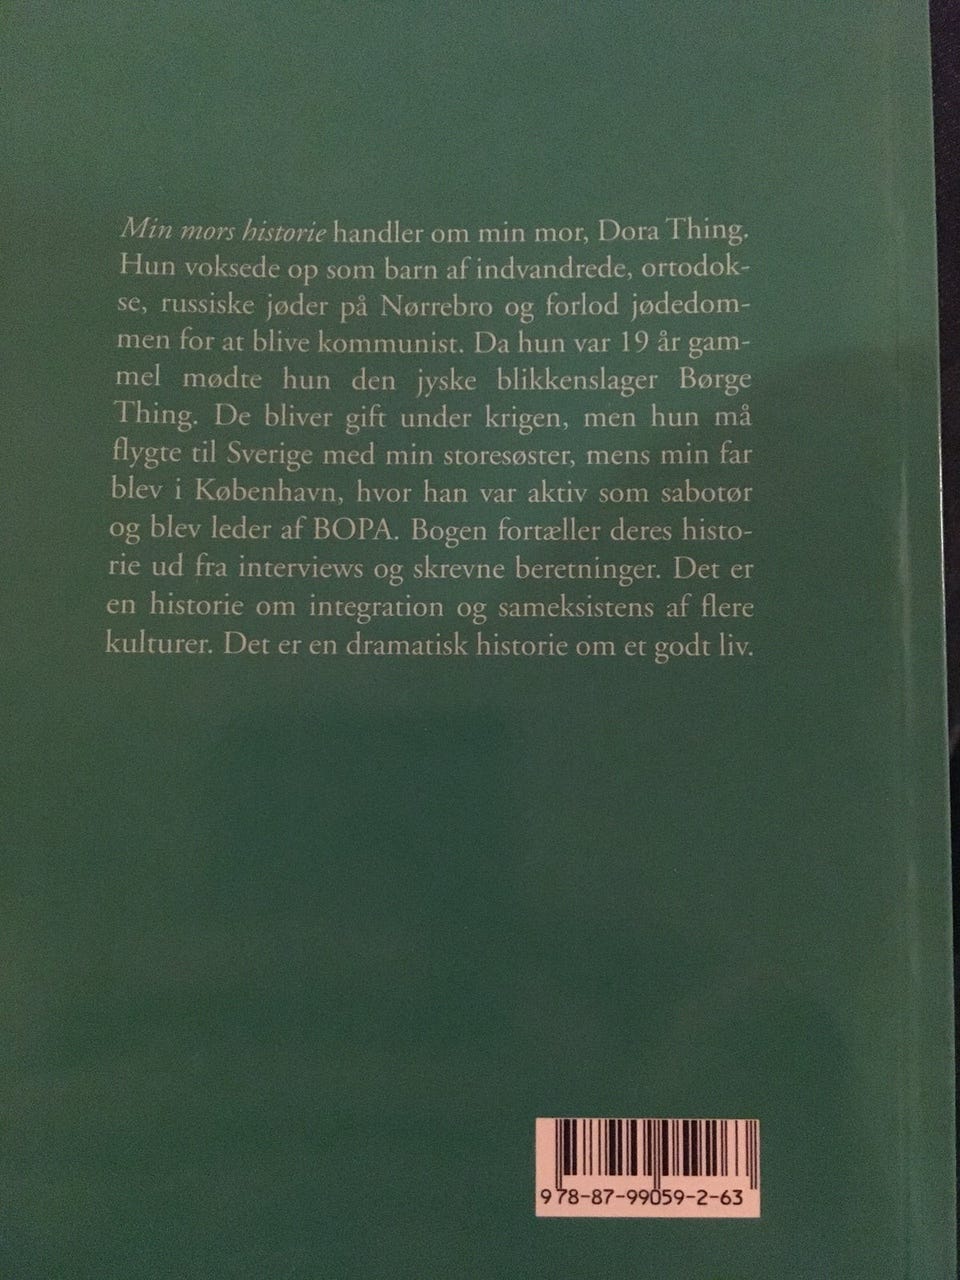 Min mors historie handler om min mor, Dora Thing.
Hun voksede op som barn af indvandrede, ortodok-
se, russiske jøder på Nørrebro og forlod jødedom-
men for at blive kommunist. Da hun var 19 år gam-
mel mødte hun den jyske blikkenslager Børge
Thing. De bliver gift under krigen, men hun må
flygte til Sverige med min storesøster, mens min far
blev i København, hvor han var aktiv som sabotør
og blev leder af BOPA. Bogen fortæller deres histo-
rie ud fra interviews og skrevne beretninger. Det er
en historie om integration og sameksistens af flere
kulturer. Det er en dramatisk historie om et godt liv.
978-87-99059-2-63